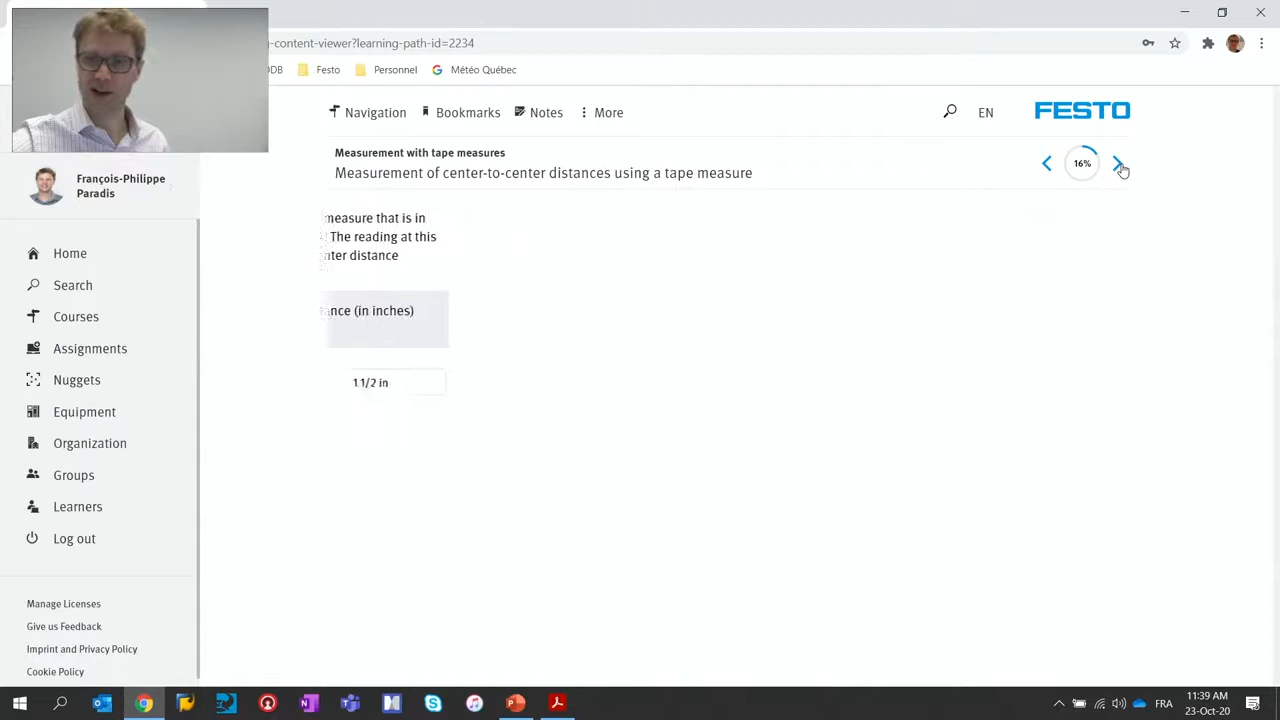 -content-viewer?learning-path-id=2234
ODB
Festo
Personnel
Météo Québec
Navigation
Bookmarks
Notes
More
EN
FESTO
Measurement with tape measures
Measurement of center-to-center distances using a tape measure
16%
François-Philippe
Paradis
measure that is in
The reading at this
ter distance
nce (in inches)
1 1/2 in
Home
Search
Courses
Assignments
Nuggets
Equipment
Organization
Groups
Learners
Log out
Manage Licenses
Give us Feedback
Imprint and Privacy Policy
Cookie Policy
FRA
11:39 AM
23-Oct-20